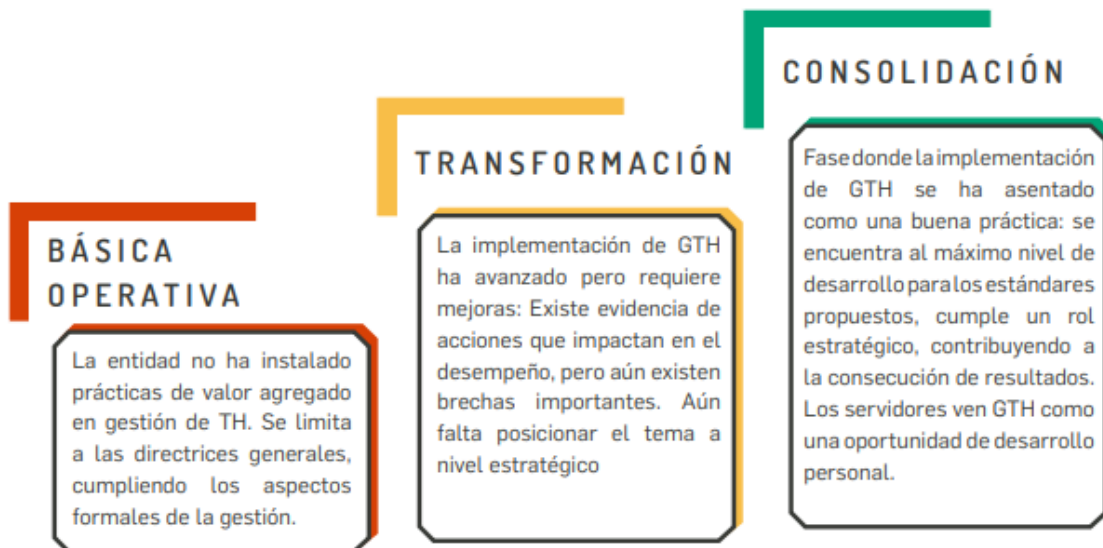 BÁSICA
OPERATIVA
La entidad no ha instalado
prácticas de valor agregado
en gestión de TH. Se limita
a las directrices generales,
cumpliendo los aspectos
formales de la gestión.
TRANSFORMACIÓN
La implementación de GTH
ha avanzado pero requiere
mejoras: Existe evidencia de
acciones que impactan en el
desempeño, pero aún existen
brechas importantes. Aún
falta posicionar el tema a
nivel estratégico
CONSOLIDACIÓN
Fase donde la implementación
de GTH se ha asentado
como una buena práctica: se
encuentra al máximo nivel de
desarrollo para los estándares
propuestos, cumple un rol
estratégico, contribuyendo a
la consecución de resultados.
Los servidores ven GTH como
una oportunidad de desarrollo
personal.